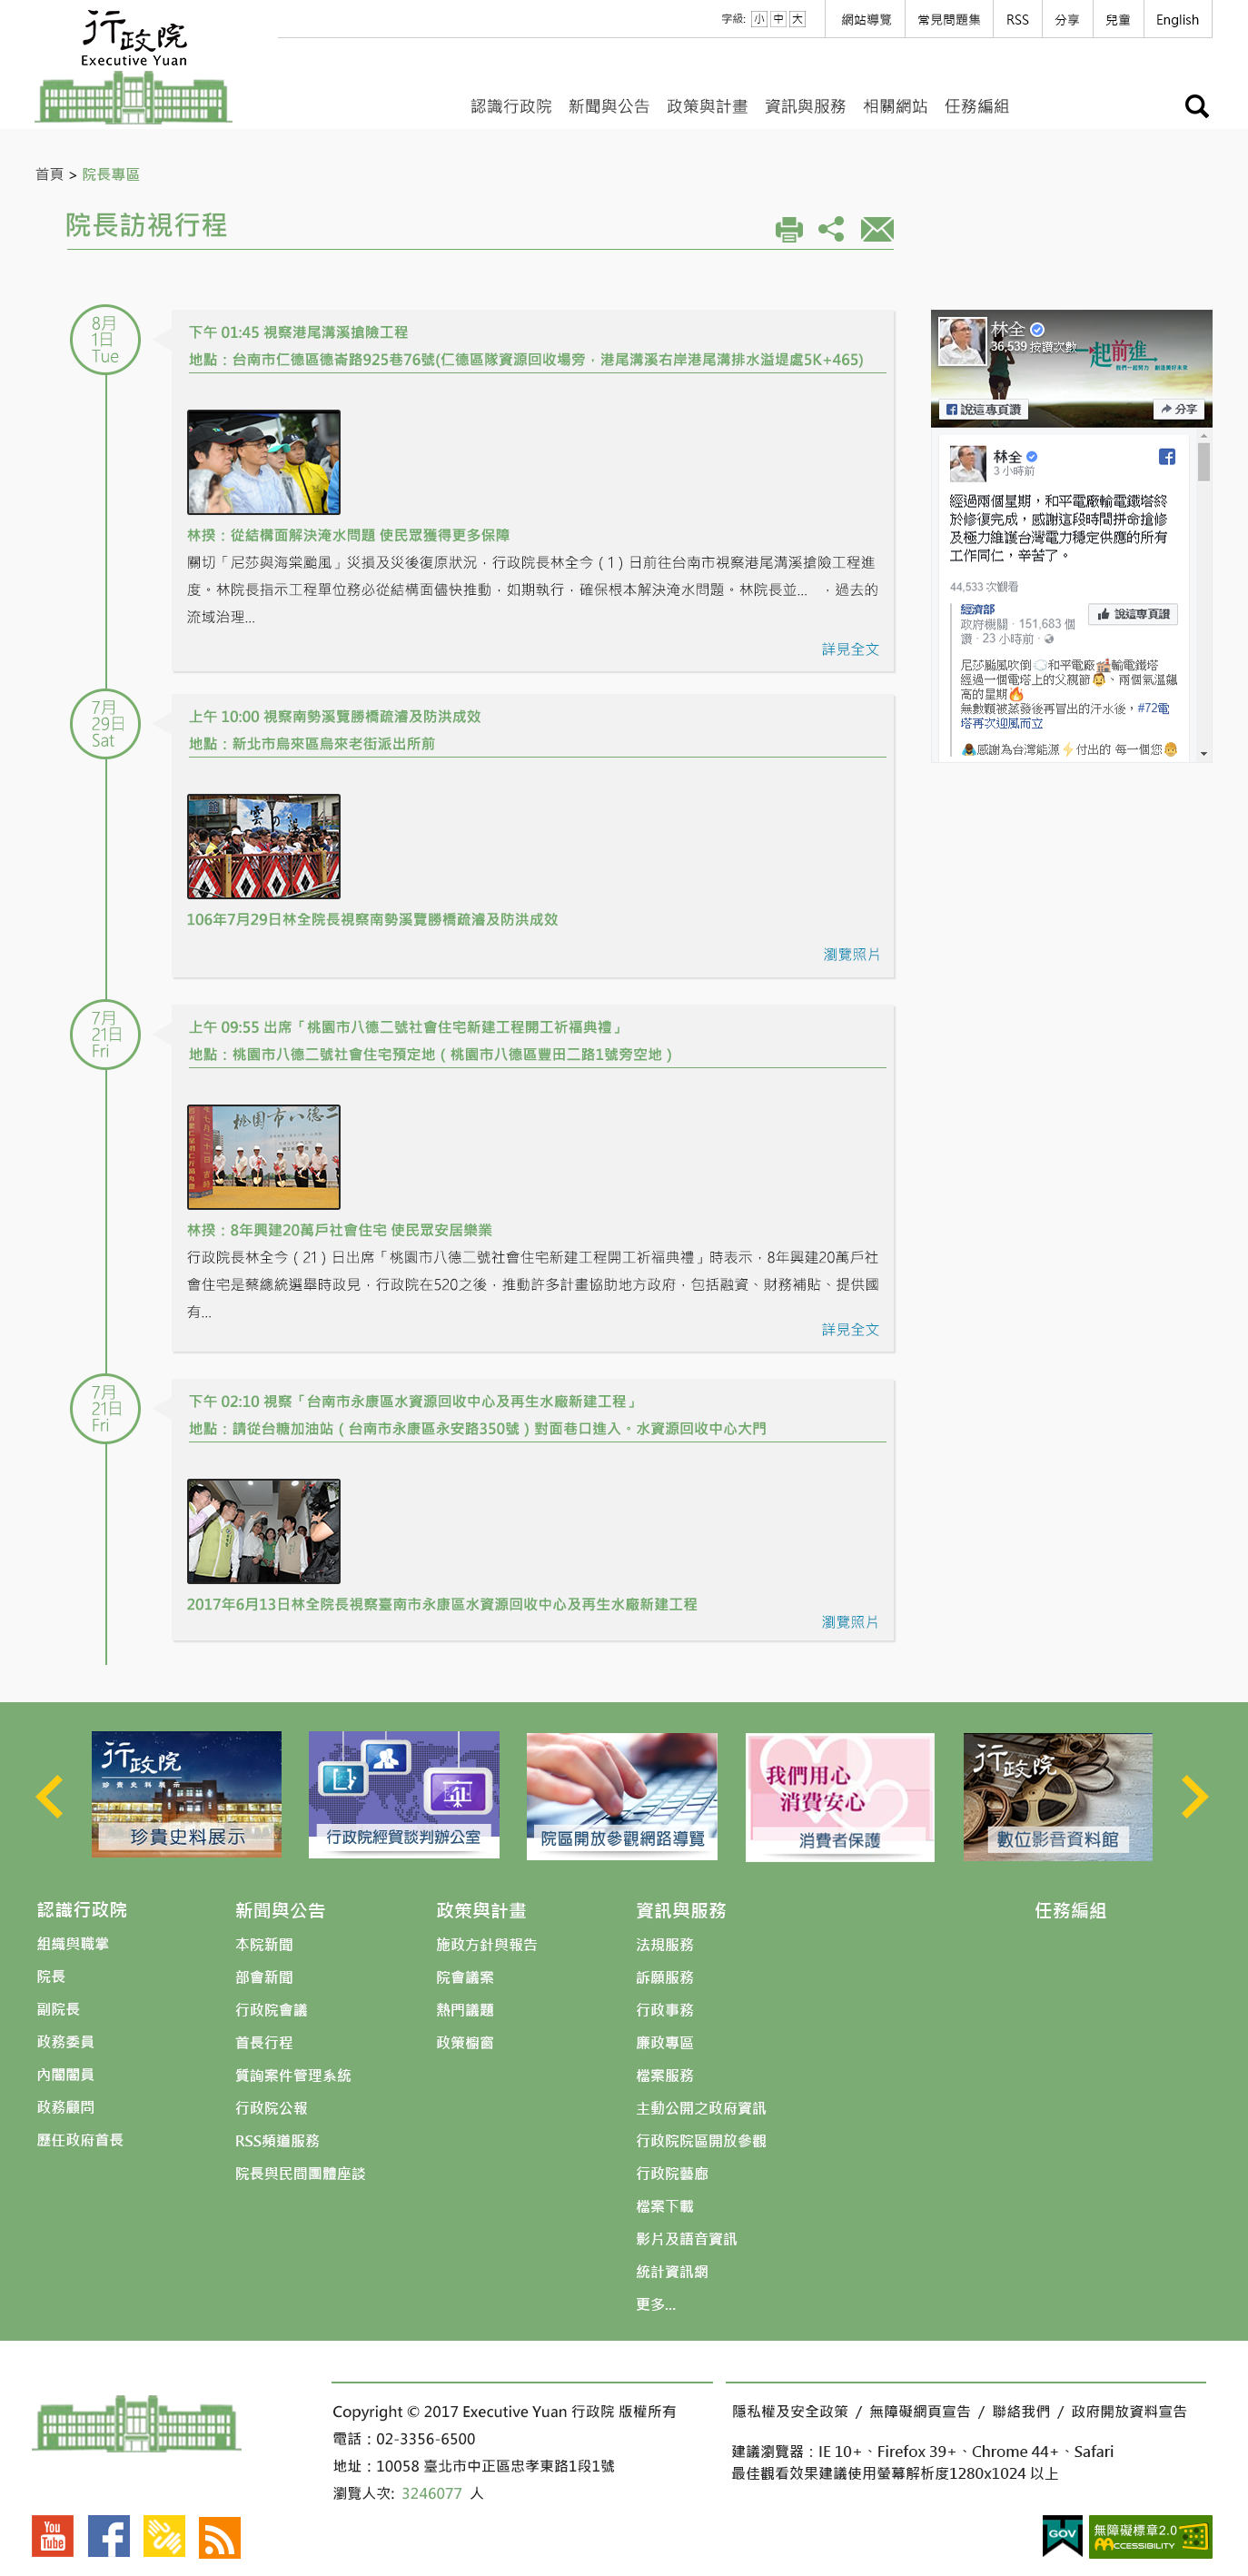 行政院
Executive Yuan
字級: 小 中 大
網站導覽 常見問題集 RSS 分享 兒童 English
認識行政院 新聞與公告 政策與計畫 資訊與服務 相關網站 任務編組
首頁 > 院長專區
院長訪視行程
8月
1日
Tue
下午 01:45 視察港尾溝溪搶險工程
地點：台南市仁德區德崙路925巷76號(仁德區隊資源回收場旁，港尾溝溪右岸港尾溝排水溢堤處5K+465)
林揆：從結構面解決淹水問題 使民眾獲得更多保障
關切「尼莎與海棠颱風」災損及災後復原狀況，行政院長林全今（1）日前往台南市視察港尾溝溪搶險工程進
度。林院長指示工程單位務必從結構面儘快推動，如期執行，確保根本解決淹水問題。林院長並... ，過去的
流域治理...
詳見全文
7月
29日
Sat
上午 10:00 視察南勢溪覽勝橋疏濬及防洪成效
地點：新北市烏來區烏來老街派出所前
106年7月29日林全院長視察南勢溪覽勝橋疏濬及防洪成效
瀏覽照片
7月
21日
Fri
上午 09:55 出席「桃園市八德二號社會住宅新建工程開工祈福典禮」
地點：桃園市八德二號社會住宅預定地（桃園市八德區豐田二路1號旁空地）
桃園市八德二
林揆：8年興建20萬戶社會住宅 使民眾安居樂業
行政院長林全今（21）日出席「桃園市八德二號社會住宅新建工程開工祈福典禮」時表示，8年興建20萬戶社
會住宅是蔡總統選舉時政見，行政院在520之後，推動許多計畫協助地方政府，包括融資、財務補貼、提供國
有...
詳見全文
7月
21日
Fri
下午 02:10 視察「台南市永康區水資源回收中心及再生水廠新建工程」
地點：請從台糖加油站（台南市永康區永安路350號）對面巷口進入。水資源回收中心大門
2017年6月13日林全院長視察臺南市永康區水資源回收中心及再生水廠新建工程
瀏覽照片
林全
36,539 按讚次數
一起前進
我們一起努力 創造美好未來
說這專頁讚 分享
林全
3 小時前
經過兩個星期，和平電廠輸電鐵塔終
於修復完成，感謝這段時間拼命搶修
及極力維護台灣電力穩定供應的所有
工作同仁，辛苦了。
44,533 次觀看
經濟部
說這專頁讚
政府機關 · 151,683 個
讚 · 23 小時前 ·
尼莎颱風吹倒和平電廠輸電鐵塔
經過一個電塔上的父親節、兩個氣溫飆
高的星期
無數顆被蒸發後再冒出的汗水後，#72電
塔再次迎風而立
感謝為台灣能源付出的 每一個您
行政院
珍貴史料展示
珍貴史料展示
行政院經貿談判辦公室
院區開放參觀網路導覽
我們用心
消費安心
消費者保護
行政院
數位影音資料館
認識行政院
組織與職掌
院長
副院長
政務委員
內閣閣員
政務顧問
歷任政府首長
新聞與公告
本院新聞
部會新聞
行政院會議
首長行程
質詢案件管理系統
行政院公報
RSS頻道服務
院長與民間團體座談
政策與計畫
施政方針與報告
院會議案
熱門議題
政策櫥窗
資訊與服務
法規服務
訴願服務
行政事務
廉政專區
檔案服務
主動公開之政府資訊
行政院院區開放參觀
行政院藝廊
檔案下載
影片及語音資訊
統計資訊網
更多...
任務編組
Copyright © 2017 Executive Yuan 行政院 版權所有
電話：02-3356-6500
地址：10058 臺北市中正區忠孝東路1段1號
瀏覽人次: 3246077 人
隱私權及安全政策 / 無障礙網頁宣告 / 聯絡我們 / 政府開放資料宣告
建議瀏覽器：IE 10+、Firefox 39+、Chrome 44+、Safari
最佳觀看效果建議使用螢幕解析度1280x1024 以上
You Tube
GOV
無障礙標章2.0
ACCESSIBILITY